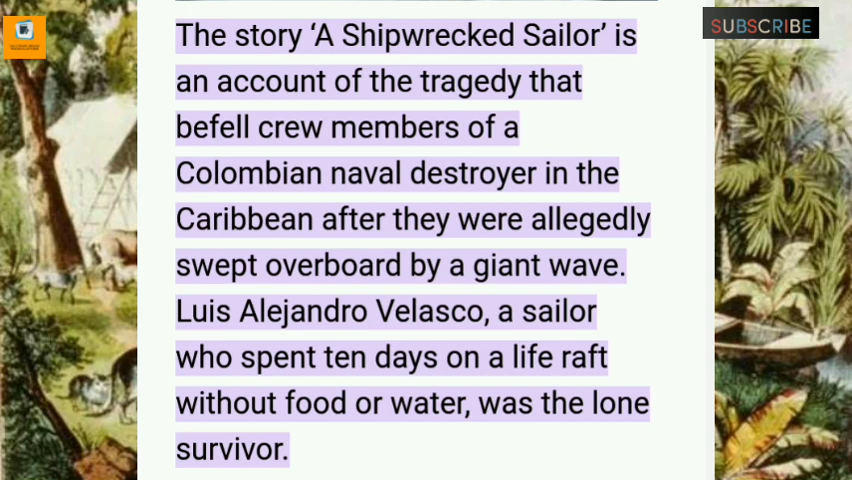 SUBSCRIBE
The story ‘A Shipwrecked Sailor’ is
an account of the tragedy that
befell crew members of a
Colombian naval destroyer in the
Caribbean after they were allegedly
swept overboard by a giant wave.
Luis Alejandro Velasco, a sailor
who spent ten days on a life raft
without food or water, was the lone
survivor.